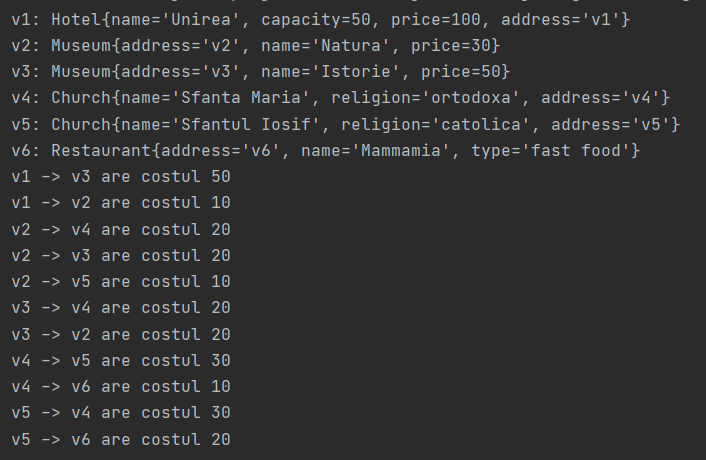 v1: Hotel{name='Unirea', capacity=50, price=100, address='v1'}
v2: Museum{address='v2', name='Natura', price=30}
v3: Museum{address='v3', name='Istorie', price=50}
v4: Church{name='Sfanta Maria', religion='ortodoxa', address='v4'}
v5: Church{name='Sfantul Iosif', religion='catolica', address='v5'}
v6: Restaurant{address='v6', name='Mammamia', type='fast food'}
v1 -> v3 are costul 50
v1 -> v2 are costul 10
v2 -> v4 are costul 20
v2 -> v3 are costul 20
v2 -> v5 are costul 10
v3 -> v4 are costul 20
v3 -> v2 are costul 20
v4 -> v5 are costul 30
v4 -> v6 are costul 10
v5 -> v4 are costul 30
v5 -> v6 are costul 20